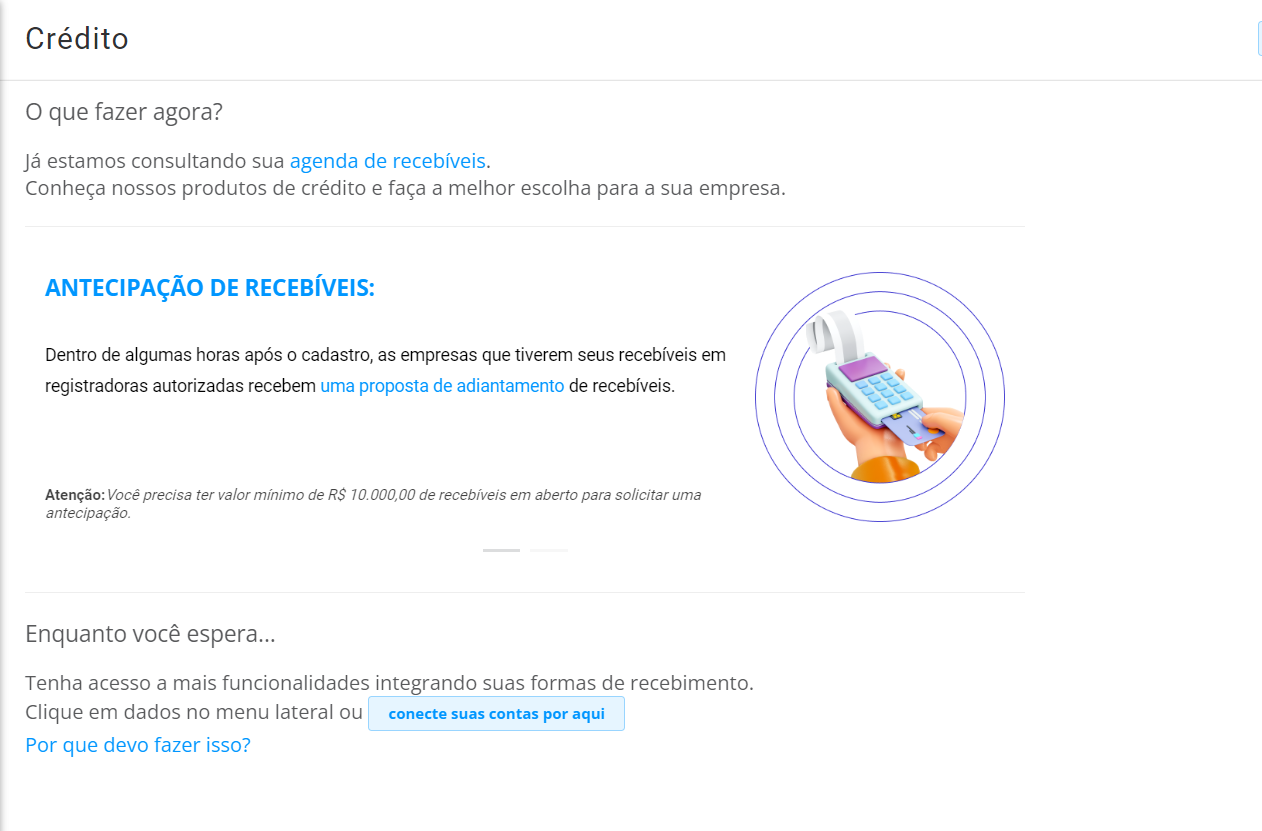 Crédito
O que fazer agora?
Já estamos consultando sua agenda de recebíveis.
Conheça nossos produtos de crédito e faça a melhor escolha para a sua empresa.
ANTECIPAÇÃO DE RECEBÍVEIS:
Dentro de algumas horas após o cadastro, as empresas que tiverem seus recebíveis em
registradoras autorizadas recebem uma proposta de adiantamento de recebíveis.
Atenção: Você precisa ter valor mínimo de R$ 10.000,00 de recebíveis em aberto para solicitar uma
antecipação.
Enquanto você espera...
Tenha acesso a mais funcionalidades integrando suas formas de recebimento.
Clique em dados no menu lateral ou conecte suas contas por aqui
Por que devo fazer isso?